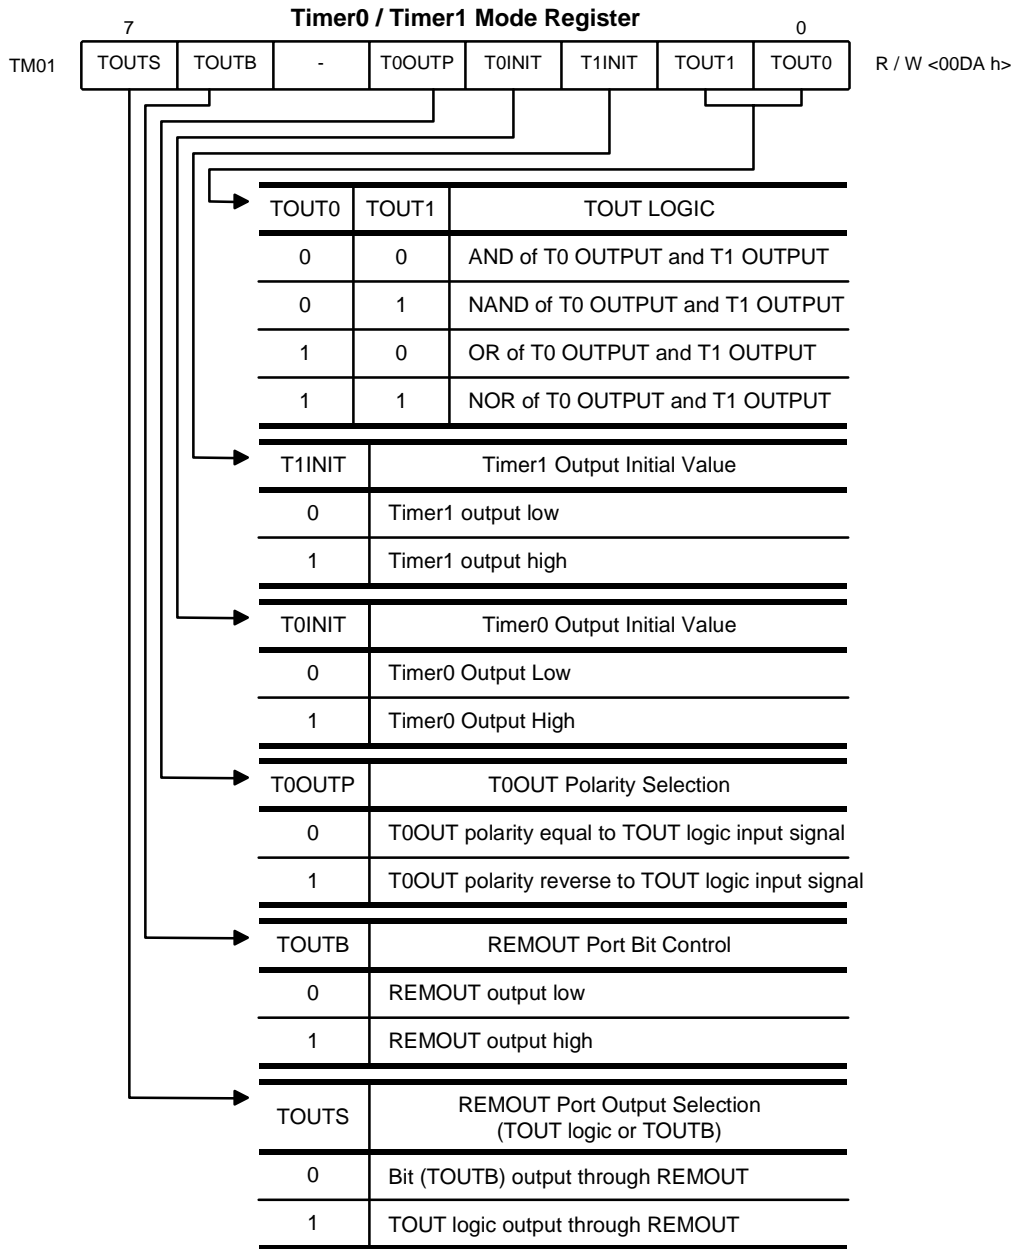 Timer0 / Timer1 Mode Register
7 0
TM01 TOUTS TOUTB - T0OUTP T0INIT T1INIT TOUT1 TOUT0 R / W <00DA h>
TOUT0 TOUT1 TOUT LOGIC
0 0 AND of T0 OUTPUT and T1 OUTPUT
0 1 NAND of T0 OUTPUT and T1 OUTPUT
1 0 OR of T0 OUTPUT and T1 OUTPUT
1 1 NOR of T0 OUTPUT and T1 OUTPUT
T1INIT Timer1 Output Initial Value
0 Timer1 output low
1 Timer1 output high
T0INIT Timer0 Output Initial Value
0 Timer0 Output Low
1 Timer0 Output High
T0OUTP T0OUT Polarity Selection
0 T0OUT polarity equal to TOUT logic input signal
1 T0OUT polarity reverse to TOUT logic input signal
TOUTB REMOUT Port Bit Control
0 REMOUT output low
1 REMOUT output high
TOUTS REMOUT Port Output Selection
(TOUT logic or TOUTB)
0 Bit (TOUTB) output through REMOUT
1 TOUT logic output through REMOUT